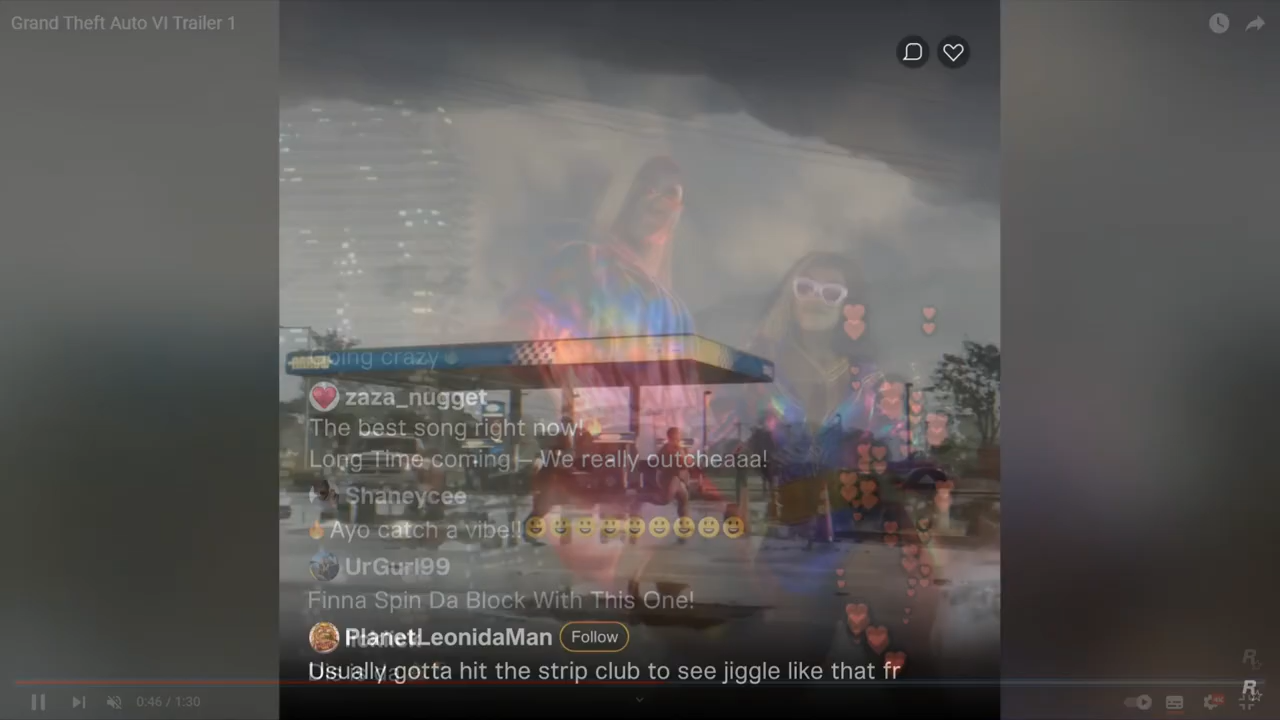 Grand Theft Auto VI Trailer 1
Going crazy
zaza_nugget
The best song right now!
Long Time coming – We really outcheaaa!
Shaneycee
Ayo catch a vibe!!
UrGurl99
Finna Spin Da Block With This One!
PlanetLeonidaMan Follow
Usually gotta hit the strip club to see jiggle like that fr
0:46 / 1:30